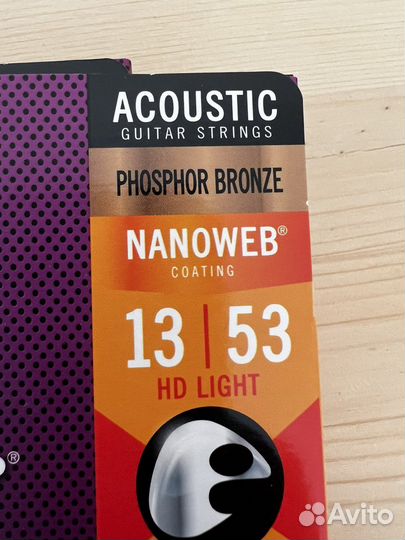 ACOUSTIC
GUITAR STRINGS
PHOSPHOR BRONZE
NANOWEB®
COATING
13 | 53
HD LIGHT
®
Avito